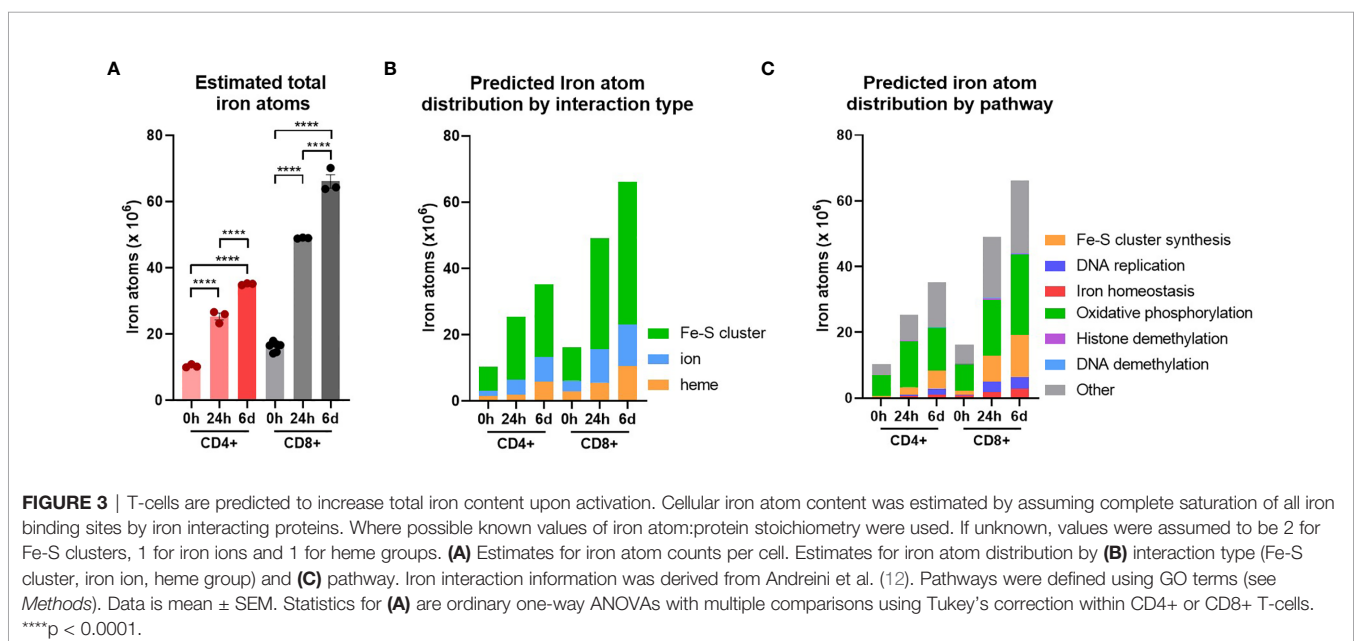 A
Estimated total
iron atoms
Iron atoms (x 10⁶)
80
60
40
20
0
****
****
****
****
****
****
0h 24h 6d 0h 24h 6d
CD4+ CD8+
B
Predicted Iron atom
distribution by interaction type
Iron atoms (x10⁶)
80
60
40
20
0
Fe-S cluster
ion
heme
0h 24h 6d 0h 24h 6d
CD4+ CD8+
C
Predicted iron atom
distribution by pathway
Iron atoms (x 10⁶)
80
60
40
20
0
Fe-S cluster synthesis
DNA replication
Iron homeostasis
Oxidative phosphorylation
Histone demethylation
DNA demethylation
Other
0h 24h 6d 0h 24h 6d
CD4+ CD8+
FIGURE 3 | T-cells are predicted to increase total iron content upon activation. Cellular iron atom content was estimated by assuming complete saturation of all iron
binding sites by iron interacting proteins. Where possible known values of iron atom:protein stoichiometry were used. If unknown, values were assumed to be 2 for
Fe-S clusters, 1 for iron ions and 1 for heme groups. (A) Estimates for iron atom counts per cell. Estimates for iron atom distribution by (B) interaction type (Fe-S
cluster, iron ion, heme group) and (C) pathway. Iron interaction information was derived from Andreini et al. (12). Pathways were defined using GO terms (see
Methods). Data is mean ± SEM. Statistics for (A) are ordinary one-way ANOVAs with multiple comparisons using Tukey's correction within CD4+ or CD8+ T-cells.
****p < 0.0001.